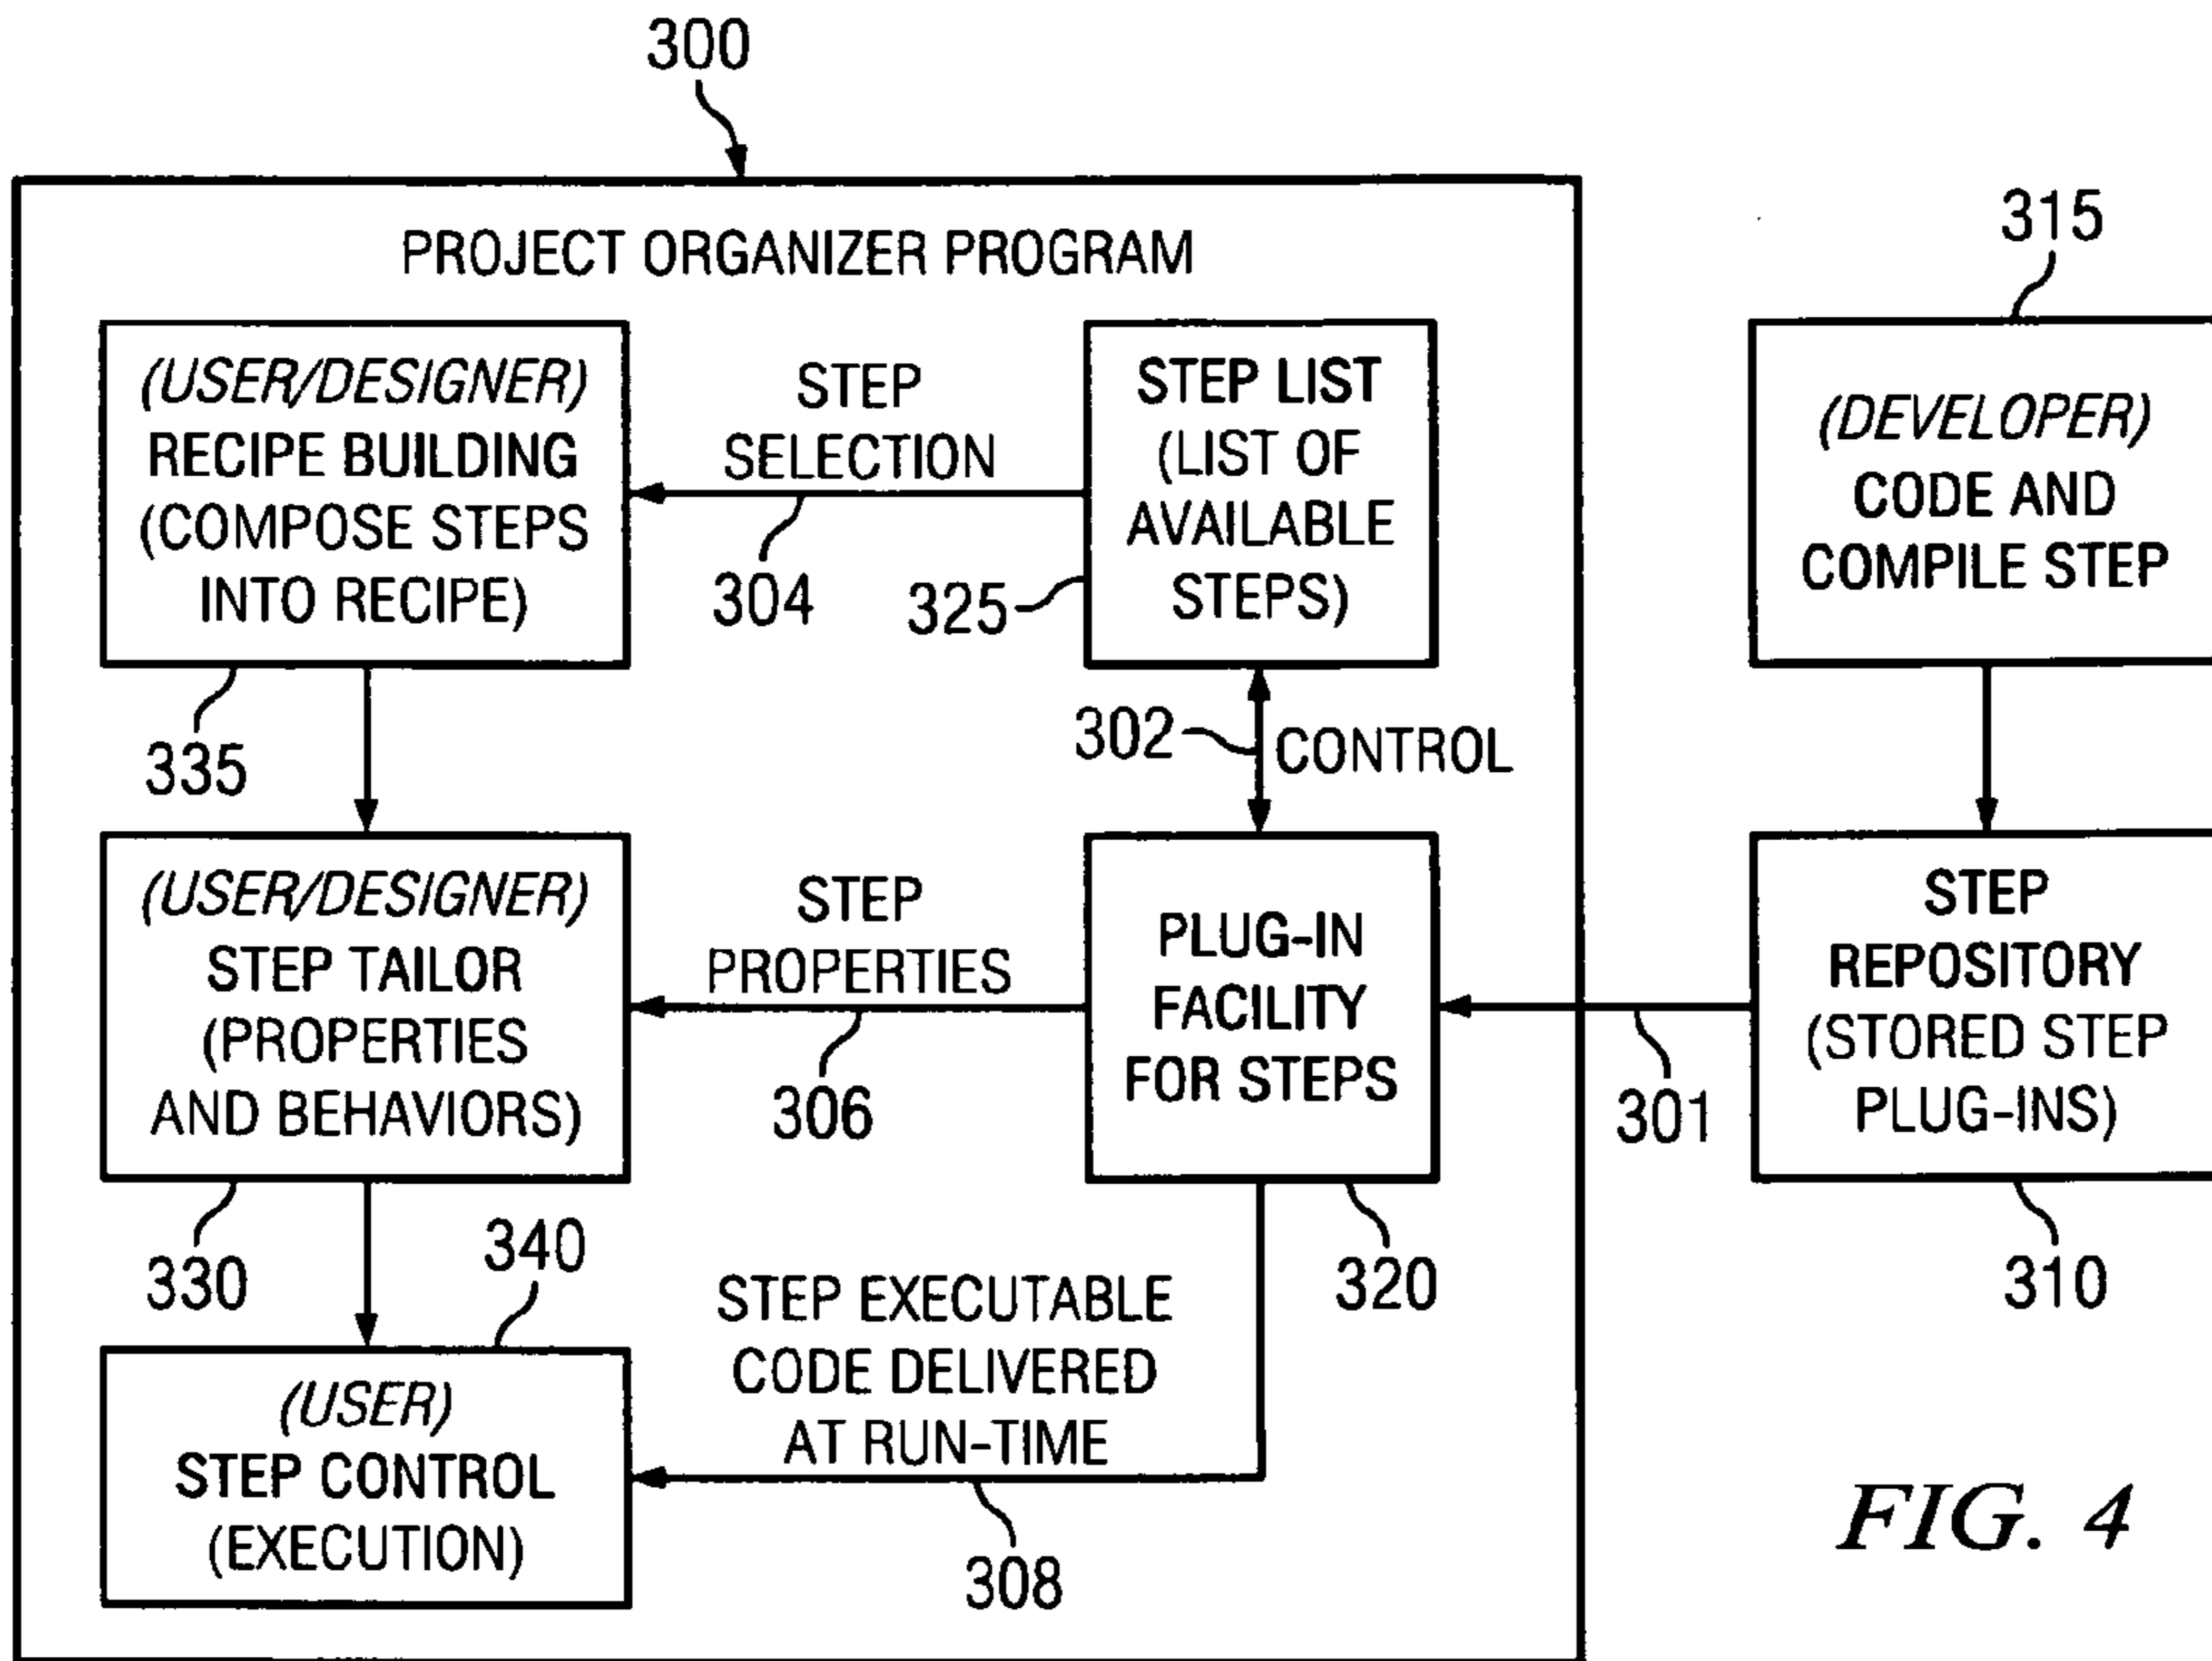 300
PROJECT ORGANIZER PROGRAM
(USER/DESIGNER)
RECIPE BUILDING
(COMPOSE STEPS
INTO RECIPE)
335
STEP
SELECTION
304
STEP LIST
(LIST OF
AVAILABLE
STEPS)
325
302
CONTROL
315
(DEVELOPER)
CODE AND
COMPILE STEP
(USER/DESIGNER)
STEP TAILOR
(PROPERTIES
AND BEHAVIORS)
330
STEP
PROPERTIES
306
PLUG-IN
FACILITY
FOR STEPS
320
301
STEP
REPOSITORY
(STORED STEP
PLUG-INS)
310
340
(USER)
STEP CONTROL
(EXECUTION)
STEP EXECUTABLE
CODE DELIVERED
AT RUN-TIME
308
FIG. 4